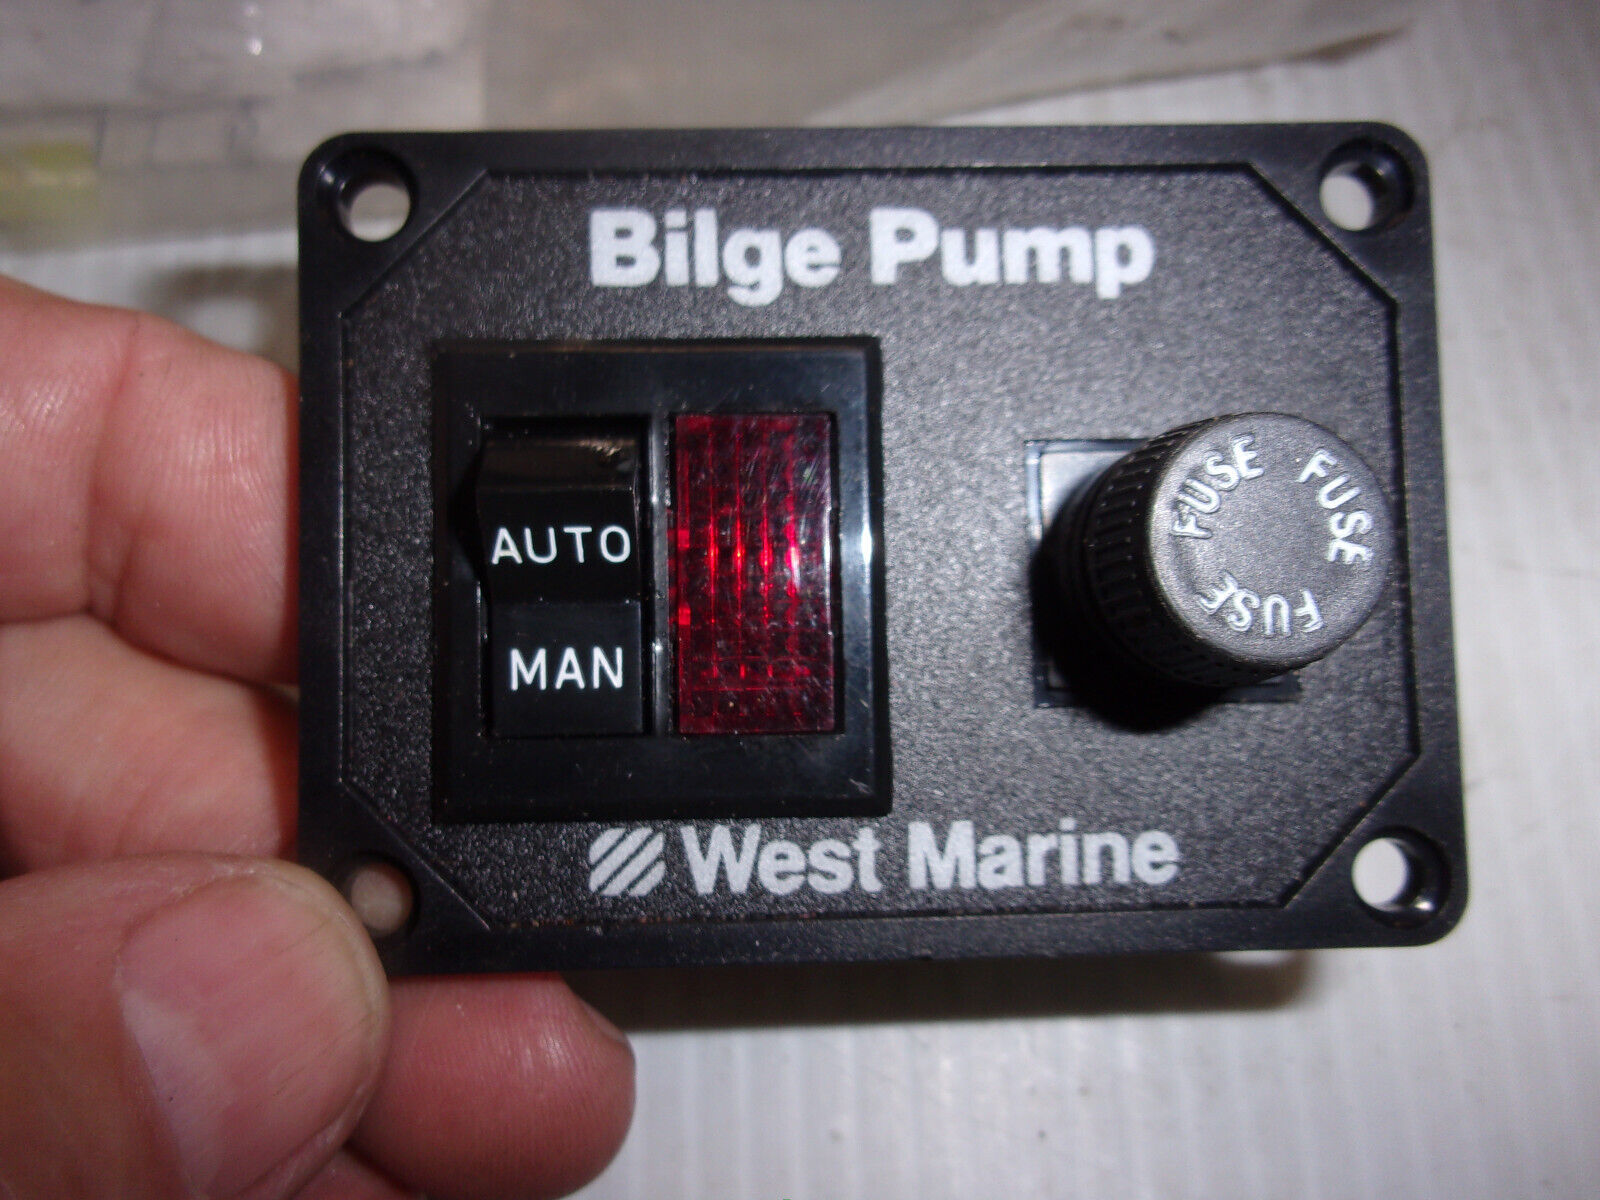 Bilge Pump
AUTO
MAN
FUSE FUSE FUSE
West Marine